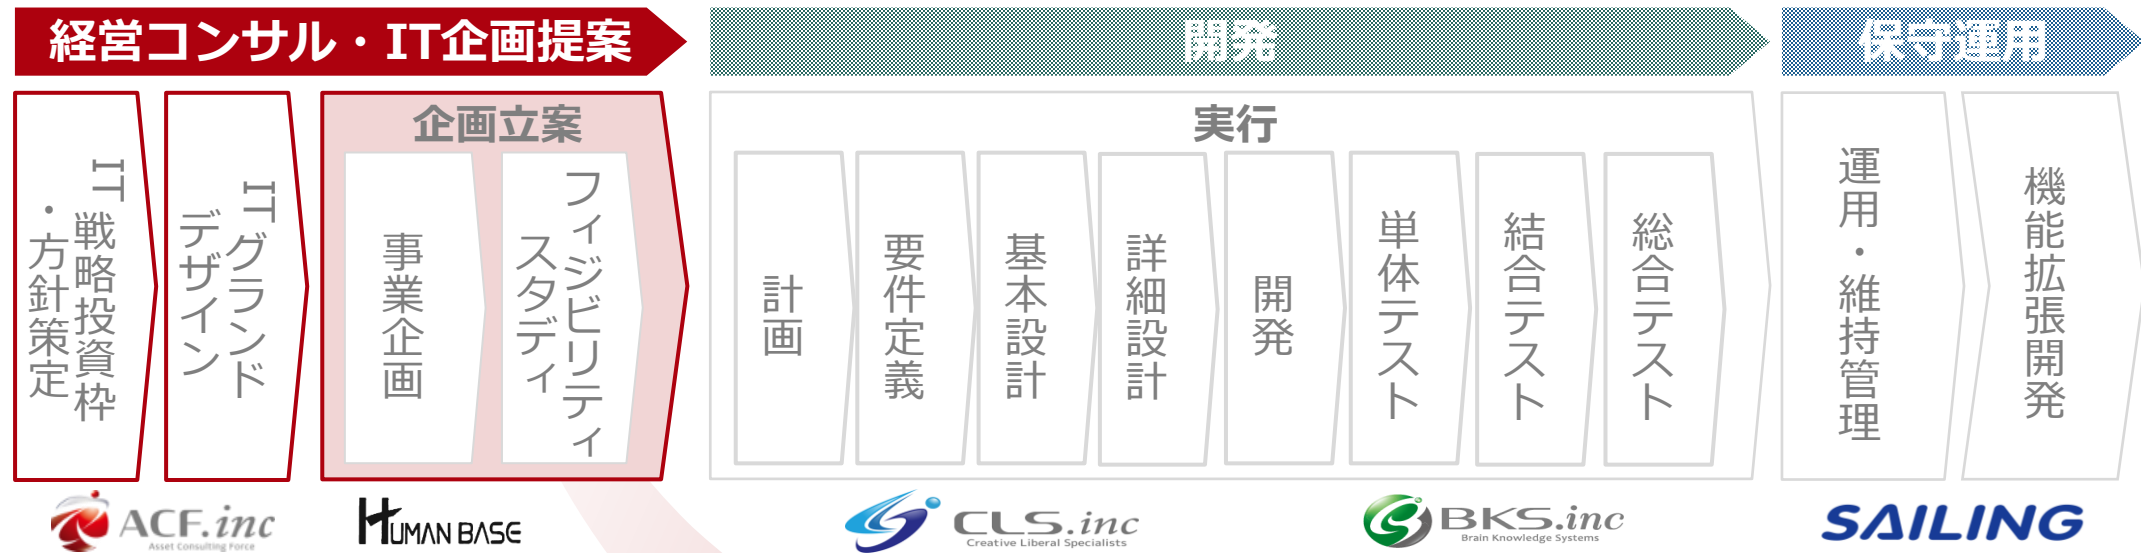 経営コンサル・IT企画提案
開発
保守運用
IT戦略投資枠
・方針策定
ITグランド
デザイン
企画立案
事業企画
フィジビリティ
スタディ
実行
計画
要件定義
基本設計
詳細設計
開発
単体テスト
結合テスト
総合テスト
運用・維持管理
機能拡張開発
ACF.inc
Asset Consulting Force
HUMAN BASE
CLS.inc
Creative Liberal Specialists
BKS.inc
Brain Knowledge Systems
SAILING